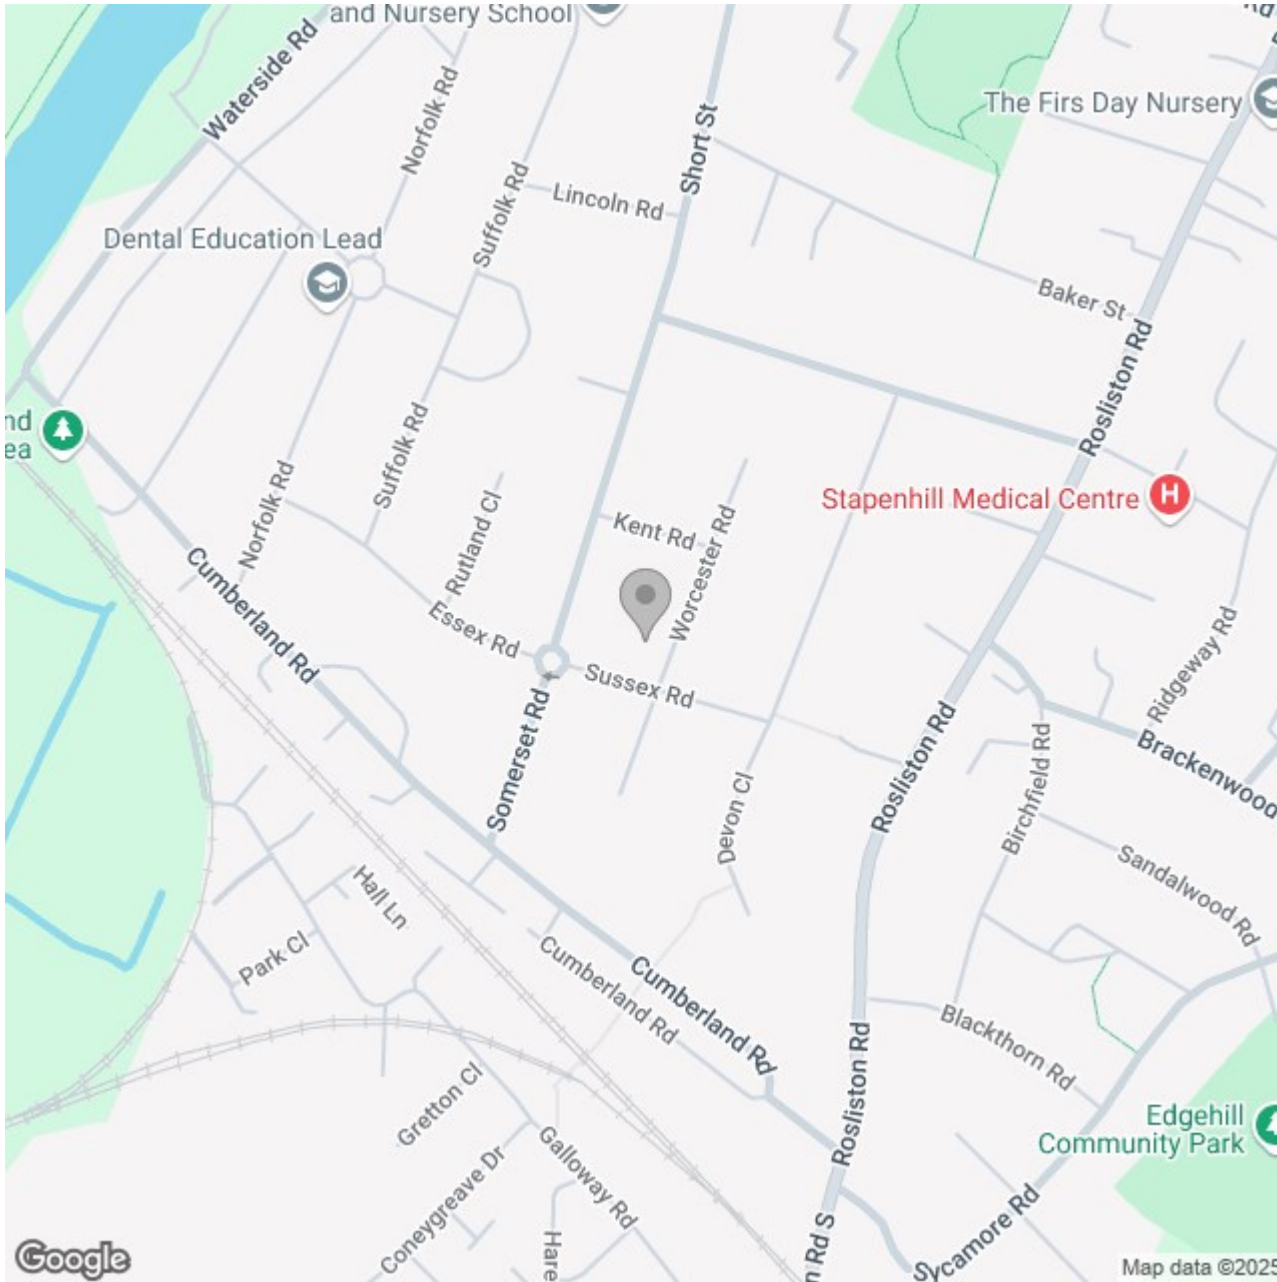 and Nursery School
Rd
Waterside Rd
Norfolk Rd
Short St
The Firs Day Nursery
Suffolk Rd
Lincoln Rd
Dental Education Lead
Baker St
Rosliston Rd
nd
ea
Suffolk Rd
Norfolk Rd
Rutland Cl
Kent Rd
Worcester Rd
Stapenhill Medical Centre
H
Cumberland Rd
Essex Rd
Sussex Rd
Ridgeway Rd
Somerset Rd
Rosliston Rd
Brackenwood
Birchfield Rd
Devon Cl
Sandalwood Rd
Hall Ln
Park Cl
Cumberland Rd
Cumberland Rd
Blackthorn Rd
Rosliston Rd
Gretton Cl
Edgehill
Community Park
Galloway Rd
Coneygreave Dr
Hare
n Rd S
Sycamore Rd
Google
Map data ©2025